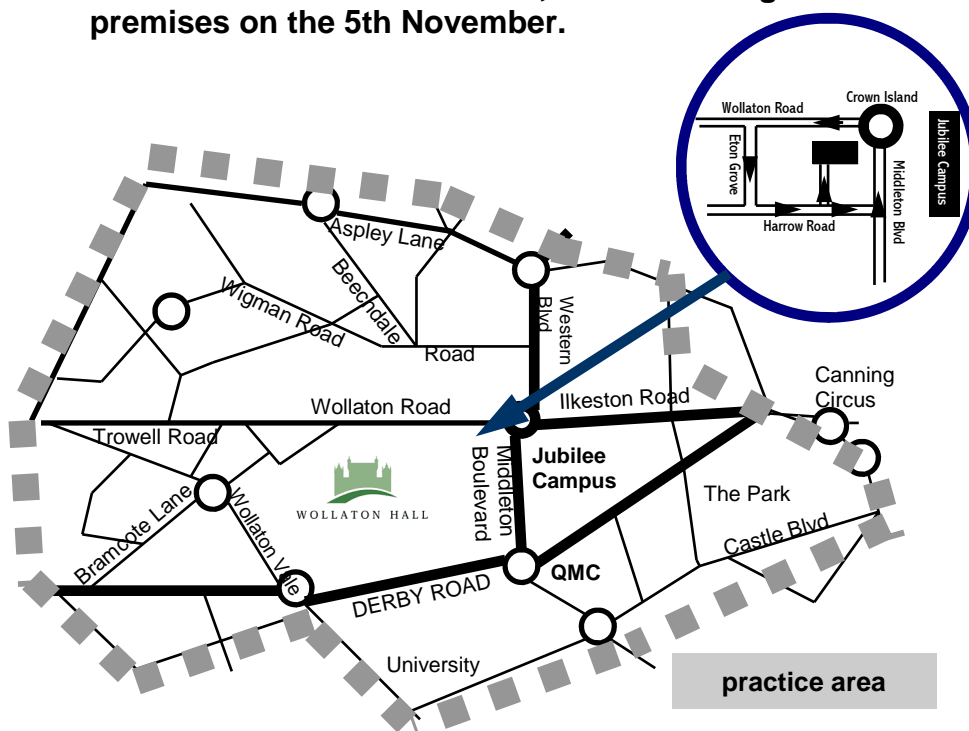 premises on the 5th November.
Crown Island
Wollaton Road
Jubilee Campus
Eton Grove
Middleton Blvd
Harrow Road
Aspley Lane
Beechdale
Wigman Road
Western
Blvd
Road
Canning
Circus
Wollaton Road
Ilkeston Road
Trowell Road
Middleton
Boulevard
Jubilee
Campus
WOLLATON HALL
The Park
Bramcote Lane
Wollaton Vale
Castle Blvd
QMC
DERBY ROAD
University
practice area